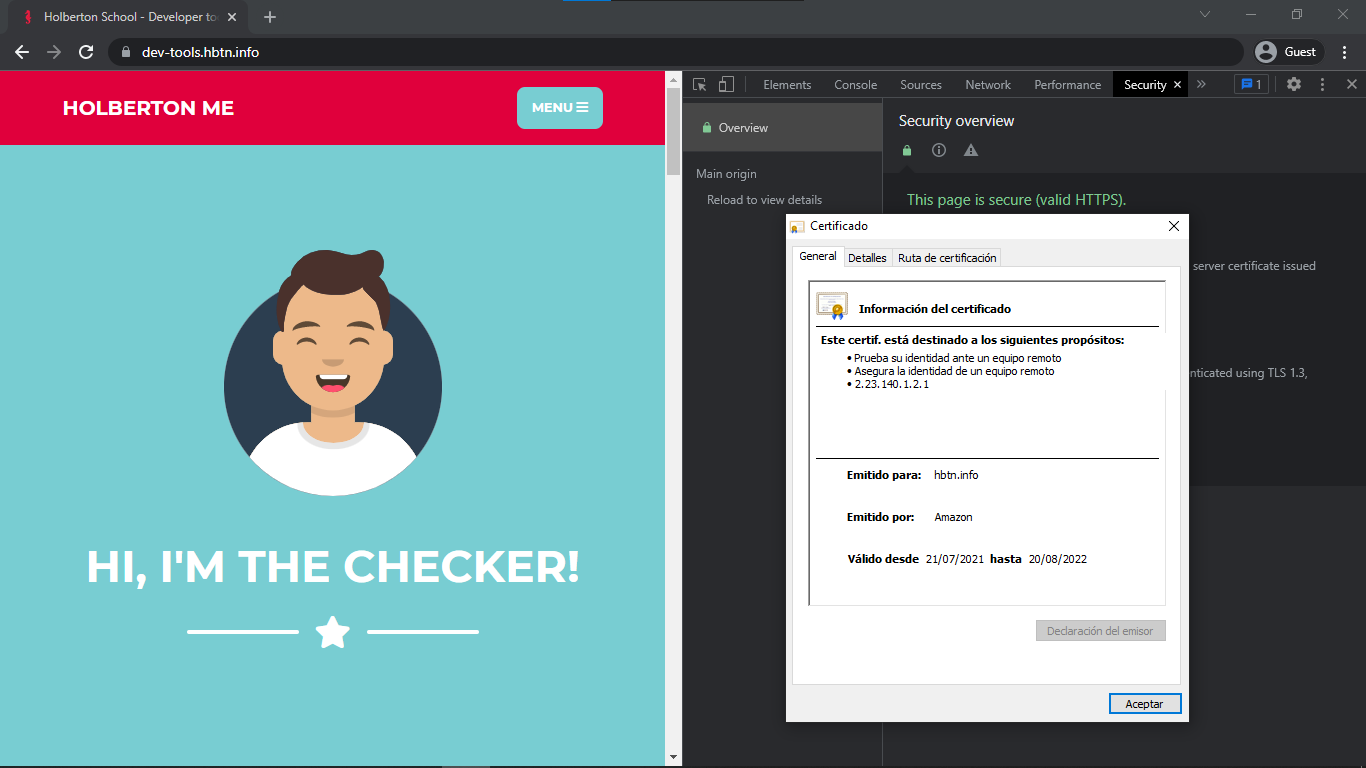 Holberton School - Developer to
dev-tools.hbtn.info
Guest
HOLBERTON ME
MENU
HI, I'M THE CHECKER!
Elements
Console
Sources
Network
Performance
Security
1
Overview
Main origin
Reload to view details
Security overview
This page is secure (valid HTTPS).
server certificate issued
nticated using TLS 1.3,
Certificado
General
Detalles
Ruta de certificación
Información del certificado
Este certif. está destinado a los siguientes propósitos:
• Prueba su identidad ante un equipo remoto
• Asegura la identidad de un equipo remoto
• 2.23.140.1.2.1
Emitido para: hbtn.info
Emitido por: Amazon
Válido desde 21/07/2021 hasta 20/08/2022
Declaración del emisor
Aceptar